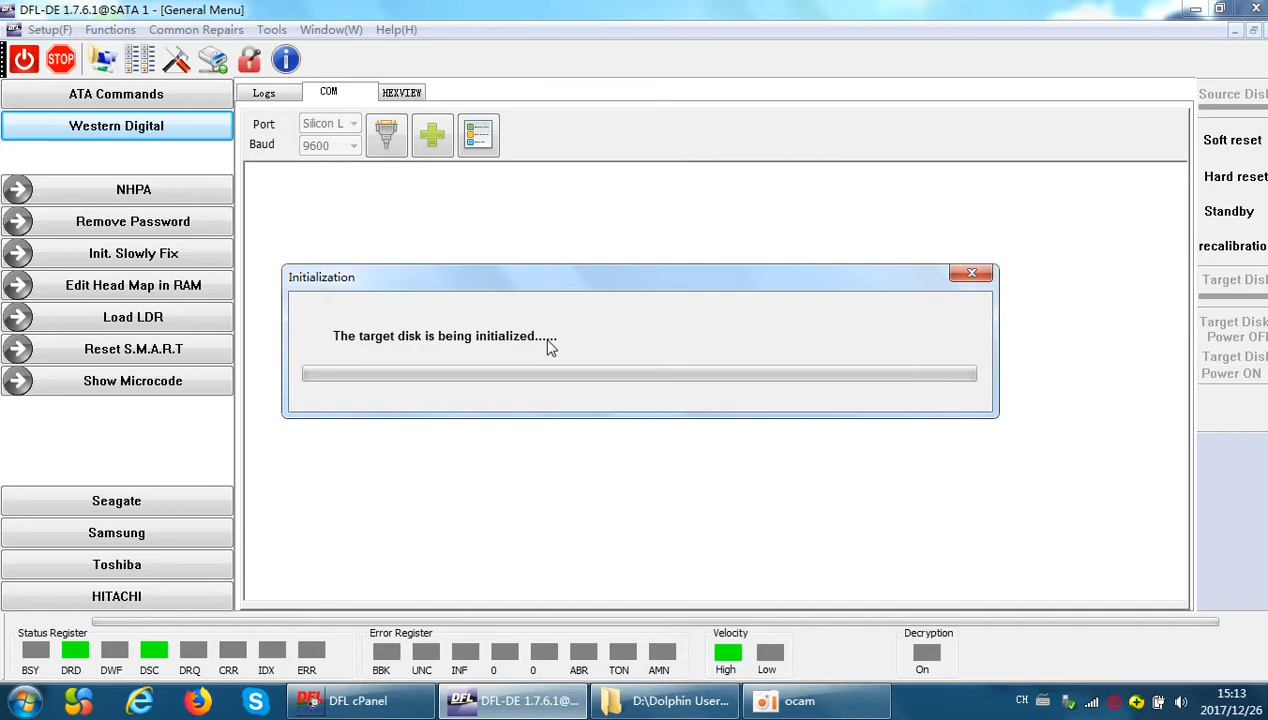 DFL-DE 1.7.6.1@SATA 1 - [General Menu]
Setup(F) Functions Common Repairs Tools Window(W) Help(H)
STOP
ATA Commands
Western Digital
NHPA
Remove Password
Init. Slowly Fix
Edit Head Map in RAM
Load LDR
Reset S.M.A.R.T
Show Microcode
Seagate
Samsung
Toshiba
HITACHI
Logs COM HEXVIEW
Port Silicon L
Baud 9600
Initialization
The target disk is being initialized......
Source Dis
Soft reset
Hard reset
Standby
recalibratio
Target Disk
Target Disk
Power OFF
Target Disk
Power ON
Status Register
BSY DRD DWF DSC DRQ CRR IDX ERR
Error Register
BBK UNC INF 0 0 ABR TON AMN
Velocity
High Low
Decryption
On
DFL cPanel
DFL-DE 1.7.6.1@...
D:\Dolphin User...
ocam
CH
15:13
2017/12/26